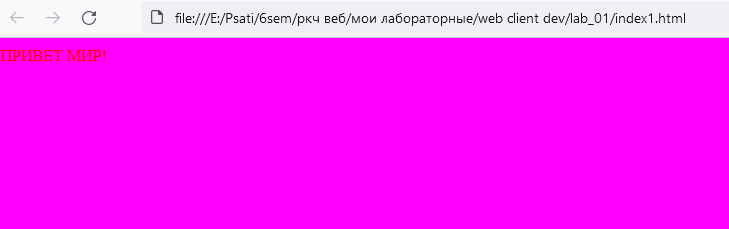 file:///E:/Psati/6sem/ркч веб/мои лабораторные/web client dev/lab_01/index1.html
ПРИВЕТ МИР!